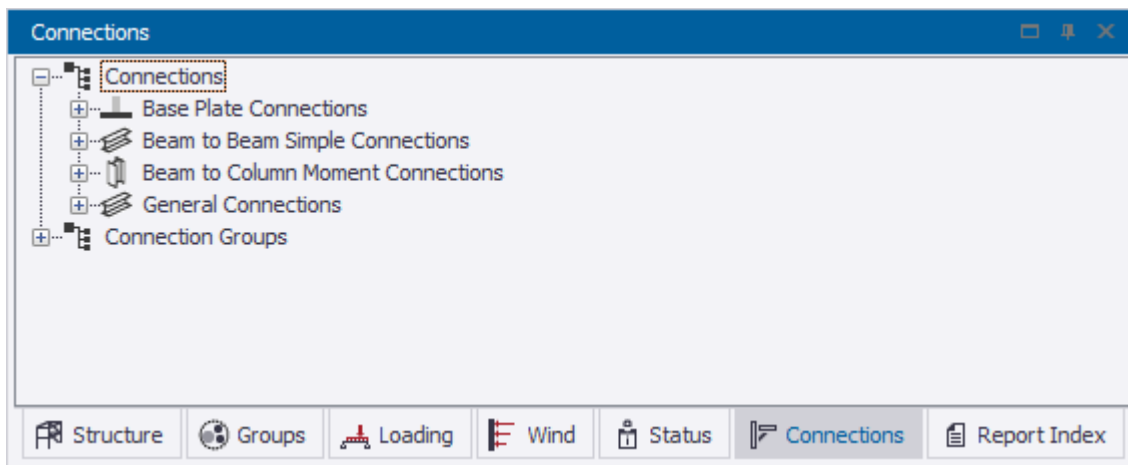 Connections
Connections
Base Plate Connections
Beam to Beam Simple Connections
Beam to Column Moment Connections
General Connections
Connection Groups
Structure Groups Loading Wind Status Connections Report Index